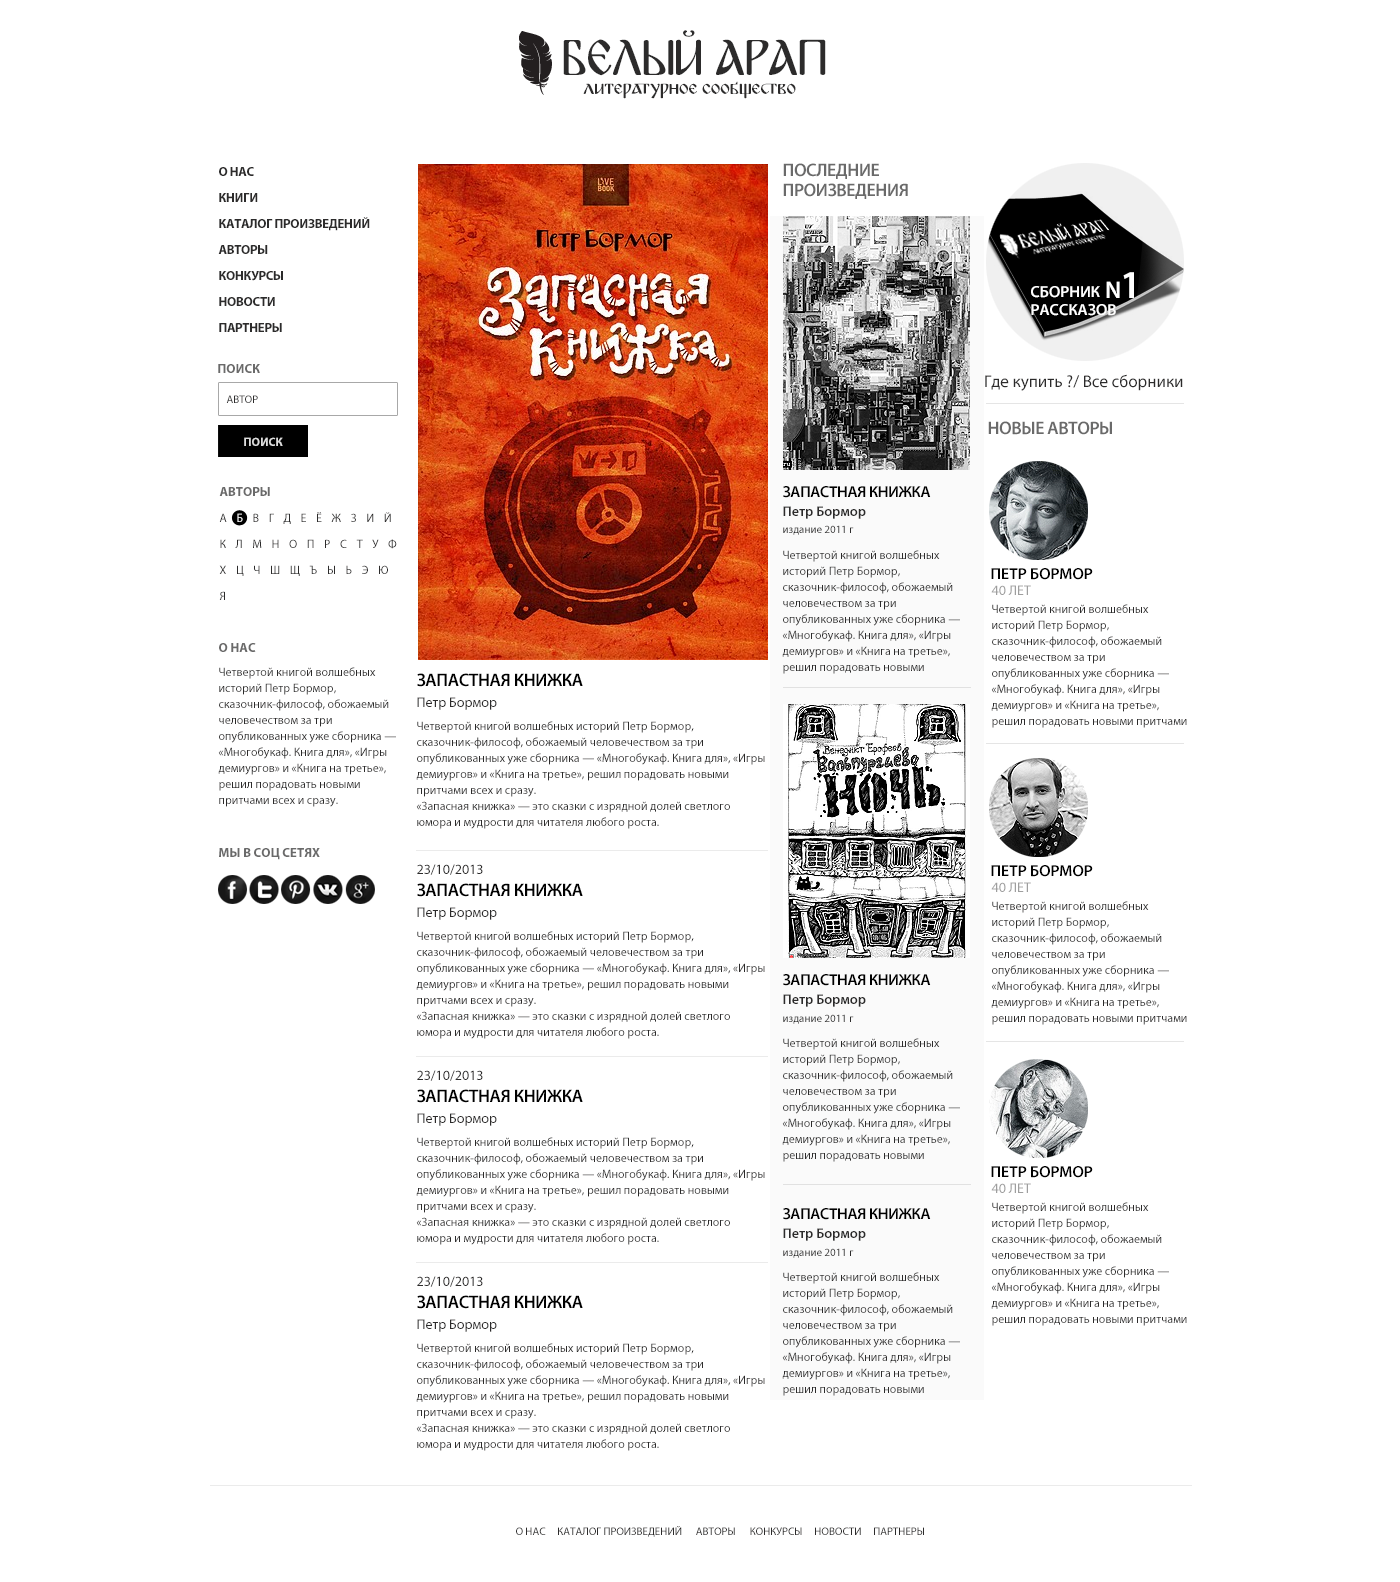 БЕЛЫЙ АРАП
литературное сообщество
О НАС
КНИГИ
КАТАЛОГ ПРОИЗВЕДЕНИЙ
АВТОРЫ
КОНКУРСЫ
НОВОСТИ
ПАРТНЕРЫ
ПОИСК
АВТОР
ПОИСК
АВТОРЫ
А Б В Г Д Е Ё Ж З И Й
К Л М Н О П Р С Т У Ф
Х Ц Ч Ш Щ Ъ Ы Ь Э Ю
Я
О НАС
Четвертой книгой волшебных
историй Петр Бормор,
сказочник-философ, обожаемый
человечеством за три
опубликованных уже сборника —
«Многобукаф. Книга для», «Игры
демиургов» и «Книга на третье»,
решил порадовать новыми
притчами всех и сразу.
МЫ В СОЦ СЕТЯХ
LIVE
BOOK
Петр Бормор
Запасная
книжка
ЗАПАСТНАЯ КНИЖКА
Петр Бормор
Четвертой книгой волшебных историй Петр Бормор,
сказочник-философ, обожаемый человечеством за три
опубликованных уже сборника — «Многобукаф. Книга для», «Игры
демиургов» и «Книга на третье», решил порадовать новыми
притчами всех и сразу.
«Запасная книжка» — это сказки с изрядной долей светлого
юмора и мудрости для читателя любого роста.
23/10/2013
ЗАПАСТНАЯ КНИЖКА
Петр Бормор
Четвертой книгой волшебных историй Петр Бормор,
сказочник-философ, обожаемый человечеством за три
опубликованных уже сборника — «Многобукаф. Книга для», «Игры
демиургов» и «Книга на третье», решил порадовать новыми
притчами всех и сразу.
«Запасная книжка» — это сказки с изрядной долей светлого
юмора и мудрости для читателя любого роста.
23/10/2013
ЗАПАСТНАЯ КНИЖКА
Петр Бормор
Четвертой книгой волшебных историй Петр Бормор,
сказочник-философ, обожаемый человечеством за три
опубликованных уже сборника — «Многобукаф. Книга для», «Игры
демиургов» и «Книга на третье», решил порадовать новыми
притчами всех и сразу.
«Запасная книжка» — это сказки с изрядной долей светлого
юмора и мудрости для читателя любого роста.
23/10/2013
ЗАПАСТНАЯ КНИЖКА
Петр Бормор
Четвертой книгой волшебных историй Петр Бормор,
сказочник-философ, обожаемый человечеством за три
опубликованных уже сборника — «Многобукаф. Книга для», «Игры
демиургов» и «Книга на третье», решил порадовать новыми
притчами всех и сразу.
«Запасная книжка» — это сказки с изрядной долей светлого
юмора и мудрости для читателя любого роста.
ПОСЛЕДНИЕ
ПРОИЗВЕДЕНИЯ
ЗАПАСТНАЯ КНИЖКА
Петр Бормор
издание 2011 г
Четвертой книгой волшебных
историй Петр Бормор,
сказочник-философ, обожаемый
человечеством за три
опубликованных уже сборника —
«Многобукаф. Книга для», «Игры
демиургов» и «Книга на третье»,
решил порадовать новыми
Венедикт Ерофеев
Вальпургиева
НОЧЬ
ЗАПАСТНАЯ КНИЖКА
Петр Бормор
издание 2011 г
Четвертой книгой волшебных
историй Петр Бормор,
сказочник-философ, обожаемый
человечеством за три
опубликованных уже сборника —
«Многобукаф. Книга для», «Игры
демиургов» и «Книга на третье»,
решил порадовать новыми
ЗАПАСТНАЯ КНИЖКА
Петр Бормор
издание 2011 г
Четвертой книгой волшебных
историй Петр Бормор,
сказочник-философ, обожаемый
человечеством за три
опубликованных уже сборника —
«Многобукаф. Книга для», «Игры
демиургов» и «Книга на третье»,
решил порадовать новыми
БЕЛЫЙ АРАП
литературное сообщество
СБОРНИК N1
РАССКАЗОВ
Где купить ?/ Все сборники
НОВЫЕ АВТОРЫ
ПЕТР БОРМОР
40 ЛЕТ
Четвертой книгой волшебных
историй Петр Бормор,
сказочник-философ, обожаемый
человечеством за три
опубликованных уже сборника —
«Многобукаф. Книга для», «Игры
демиургов» и «Книга на третье»,
решил порадовать новыми притчами
ПЕТР БОРМОР
40 ЛЕТ
Четвертой книгой волшебных
историй Петр Бормор,
сказочник-философ, обожаемый
человечеством за три
опубликованных уже сборника —
«Многобукаф. Книга для», «Игры
демиургов» и «Книга на третье»,
решил порадовать новыми притчами
ПЕТР БОРМОР
40 ЛЕТ
Четвертой книгой волшебных
историй Петр Бормор,
сказочник-философ, обожаемый
человечеством за три
опубликованных уже сборника —
«Многобукаф. Книга для», «Игры
демиургов» и «Книга на третье»,
решил порадовать новыми притчами
О НАС КАТАЛОГ ПРОИЗВЕДЕНИЙ АВТОРЫ КОНКУРСЫ НОВОСТИ ПАРТНЕРЫ